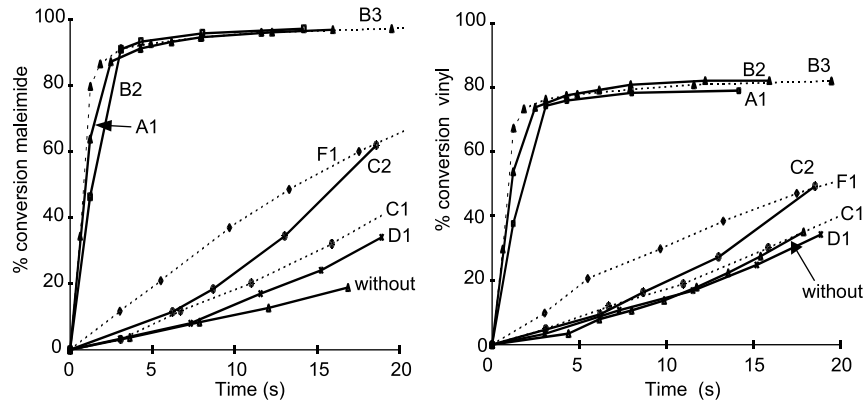 % conversion maleimide
100
80
60
40
20
0
0
5
10
15
20
Time (s)
B3
B2
A1
F1
C2
C1
D1
without
% conversion vinyl
100
80
60
40
20
0
0
5
10
15
20
Time (s)
B2
B3
A1
C2
F1
C1
D1
without